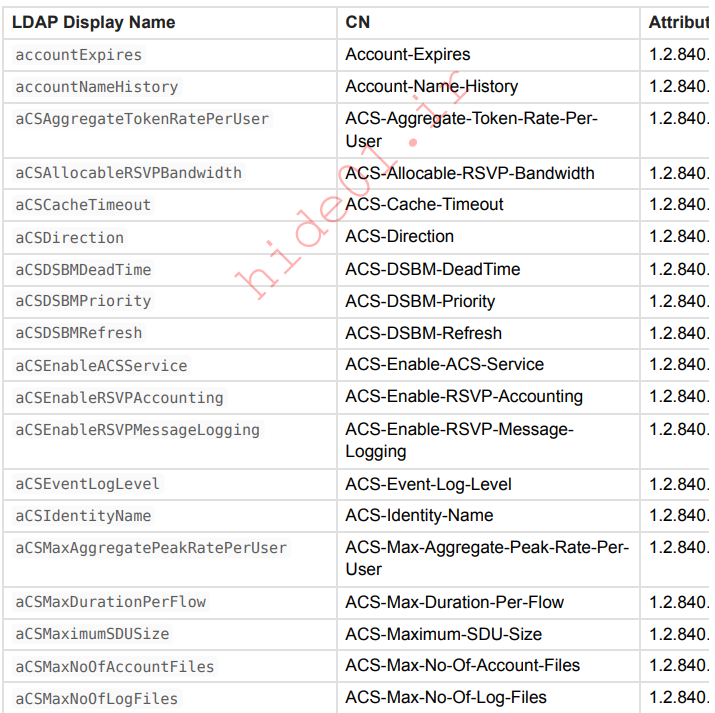 LDAP Display Name CN Attribut
accountExpires Account-Expires 1.2.840.
accountNameHistory Account-Name-History 1.2.840.
aCSAggregateTokenRatePerUser ACS-Aggregate-Token-Rate-Per- 1.2.840.
User
aCSAllocableRSVPBandwidth ACS-Allocable-RSVP-Bandwidth 1.2.840.
aCSCacheTimeout ACS-Cache-Timeout 1.2.840.
aCSDirection ACS-Direction 1.2.840.
aCSDSBMDeadTime ACS-DSBM-DeadTime 1.2.840.
aCSDSBMPriority ACS-DSBM-Priority 1.2.840.
aCSDSBMRefresh ACS-DSBM-Refresh 1.2.840.
aCSEnableACSService ACS-Enable-ACS-Service 1.2.840.
aCSEnableRSVPAccounting ACS-Enable-RSVP-Accounting 1.2.840.
aCSEnableRSVPMessageLogging ACS-Enable-RSVP-Message- 1.2.840.
Logging
aCSEventLogLevel ACS-Event-Log-Level 1.2.840.
aCSIdentityName ACS-Identity-Name 1.2.840.
aCSMaxAggregatePeakRatePerUser ACS-Max-Aggregate-Peak-Rate-Per- 1.2.840.
User
aCSMaxDurationPerFlow ACS-Max-Duration-Per-Flow 1.2.840.
aCSMaximumSDUSize ACS-Maximum-SDU-Size 1.2.840.
aCSMaxNoOfAccountFiles ACS-Max-No-Of-Account-Files 1.2.840.
aCSMaxNoOfLogFiles ACS-Max-No-Of-Log-Files 1.2.840.
hide01.ir